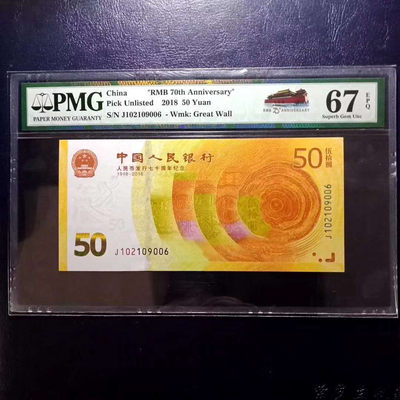 PMG
PAPER MONEY GUARANTY
China "RMB 70th Anniversary"
Pick Unlisted 2018 50 Yuan
S/N J102109006 - Wmk: Great Wall
67 EPQ
Superb Gem Unc
中国人民银行
人民币发行七十周年纪念
1948-2018
50 伍拾圆
J102109006
50
J102109006